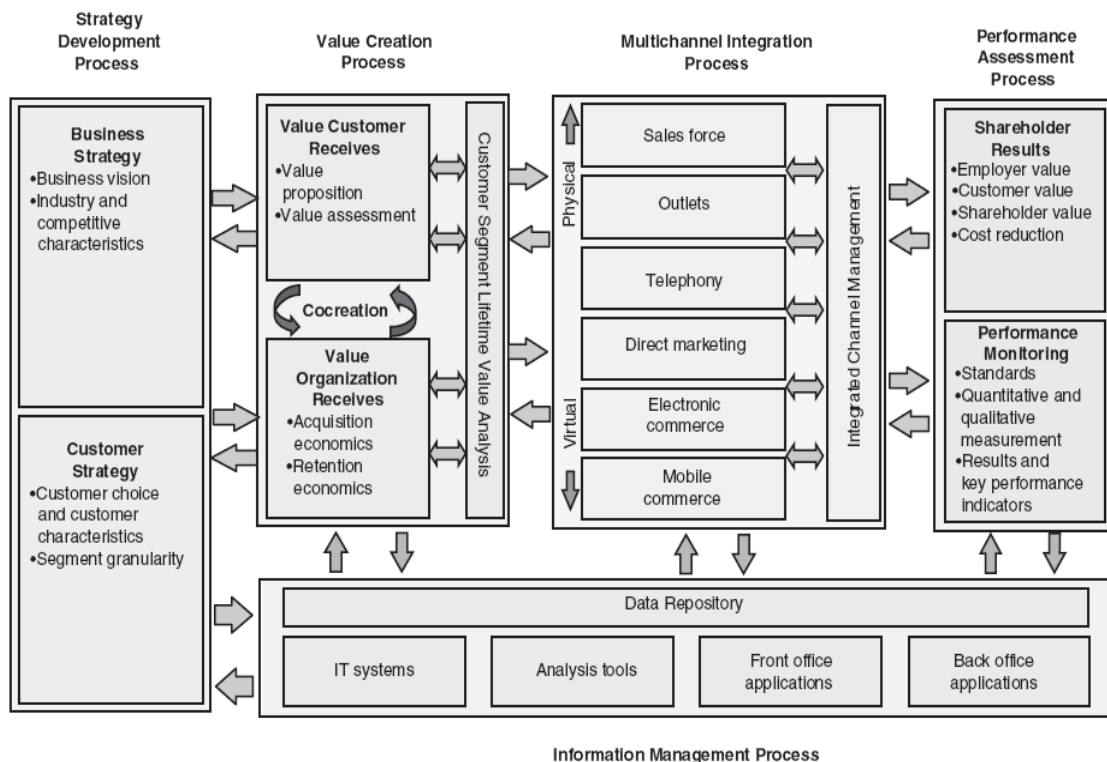 Strategy
Development
Process
Value Creation
Process
Multichannel Integration
Process
Performance
Assessment
Process
Business
Strategy
•Business vision
•Industry and
competitive
characteristics
Customer
Strategy
•Customer choice
and customer
characteristics
•Segment granularity
Value Customer
Receives
•Value
proposition
•Value assessment
Cocreation
Value
Organization
Receives
•Acquisition
economics
•Retention
economics
Customer Segment Lifetime Value Analysis
Physical
Virtual
Sales force
Outlets
Telephony
Direct marketing
Electronic
commerce
Mobile
commerce
Integrated Channel Management
Shareholder
Results
•Employer value
•Customer value
•Shareholder value
•Cost reduction
Performance
Monitoring
•Standards
•Quantitative and
qualitative
measurement
•Results and
key performance
indicators
Data Repository
IT systems
Analysis tools
Front office
applications
Back office
applications
Information Management Process